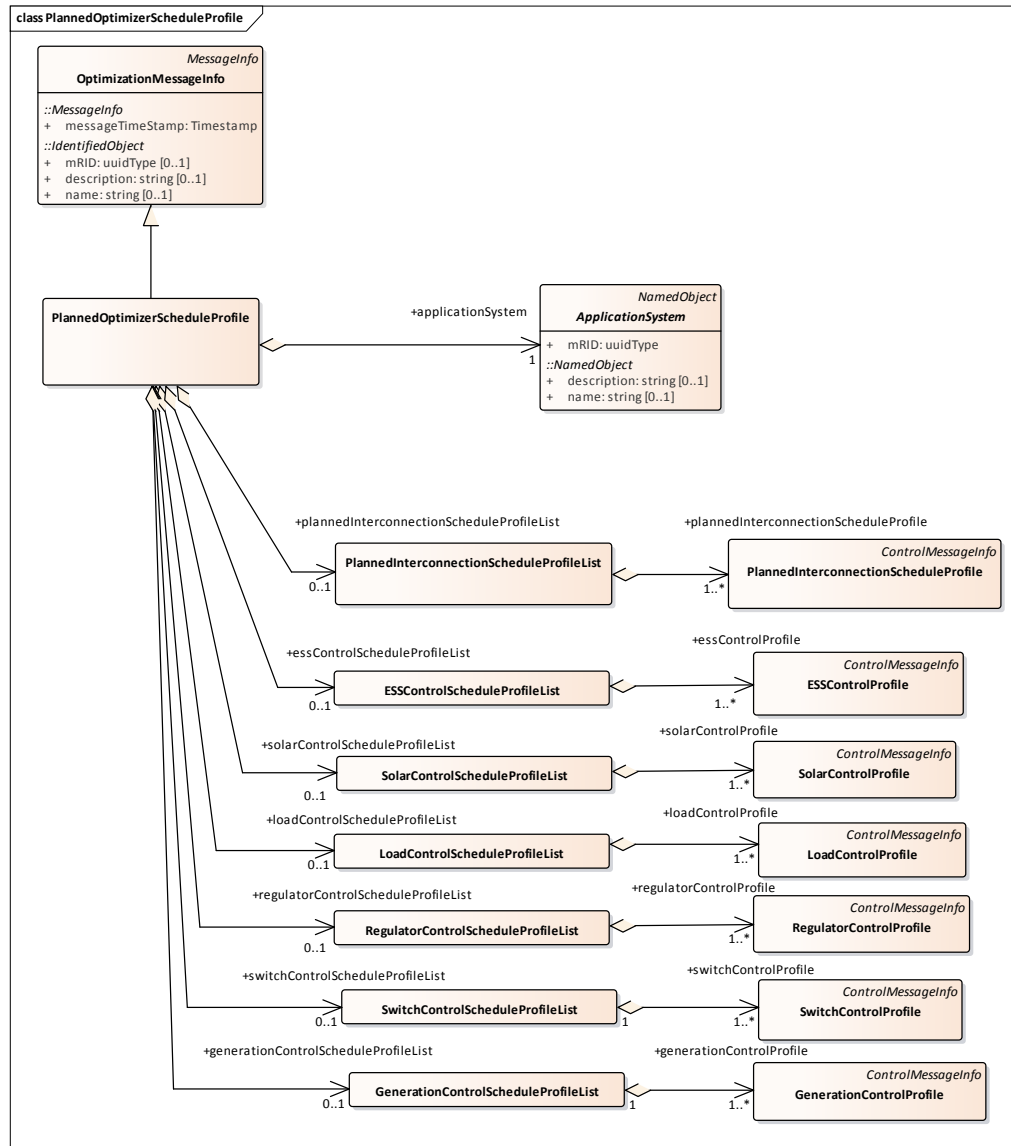 class PlannedOptimizerScheduleProfile
MessageInfo
OptimizationMessageInfo
::MessageInfo
+ messageTimeStamp: Timestamp
::IdentifiedObject
+ mRID: uuidType [0..1]
+ description: string [0..1]
+ name: string [0..1]
PlannedOptimizerScheduleProfile
+applicationSystem
1
NamedObject
ApplicationSystem
+ mRID: uuidType
::NamedObject
+ description: string [0..1]
+ name: string [0..1]
+plannedInterconnectionScheduleProfileList
0..1
PlannedInterconnectionScheduleProfileList
+plannedInterconnectionScheduleProfile
1..*
ControlMessageInfo
PlannedInterconnectionScheduleProfile
+essControlScheduleProfileList
0..1
ESSControlScheduleProfileList
+essControlProfile
1..*
ControlMessageInfo
ESSControlProfile
+solarControlScheduleProfileList
0..1
SolarControlScheduleProfileList
+solarControlProfile
1..*
ControlMessageInfo
SolarControlProfile
+loadControlScheduleProfileList
0..1
LoadControlScheduleProfileList
+loadControlProfile
1..*
ControlMessageInfo
LoadControlProfile
+regulatorControlScheduleProfileList
0..1
RegulatorControlScheduleProfileList
+regulatorControlProfile
1..*
ControlMessageInfo
RegulatorControlProfile
+switchControlScheduleProfileList
0..1
SwitchControlScheduleProfileList
1
+switchControlProfile
1..*
ControlMessageInfo
SwitchControlProfile
+generationControlScheduleProfileList
0..1
GenerationControlScheduleProfileList
1
+generationControlProfile
1..*
ControlMessageInfo
GenerationControlProfile